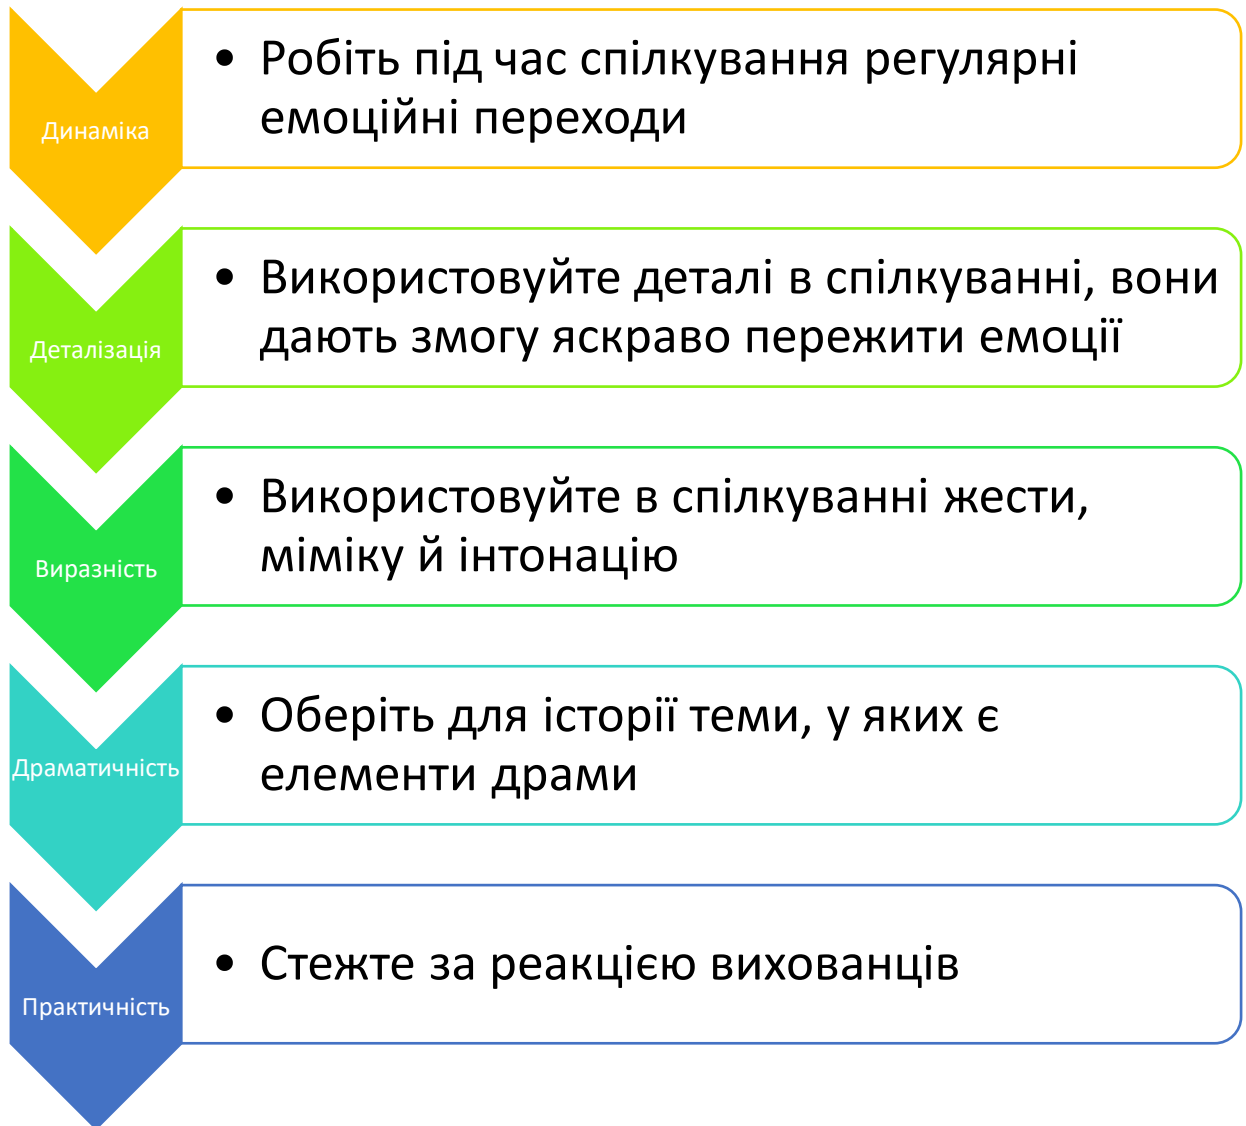 Динаміка
• Робіть під час спілкування регулярні
емоційні переходи
Деталізація
• Використовуйте деталі в спілкуванні, вони
дають змогу яскраво пережити емоції
Виразність
• Використовуйте в спілкуванні жести,
міміку й інтонацію
Драматичність
• Оберіть для історії теми, у яких є
елементи драми
Практичність
• Стежте за реакцією вихованців